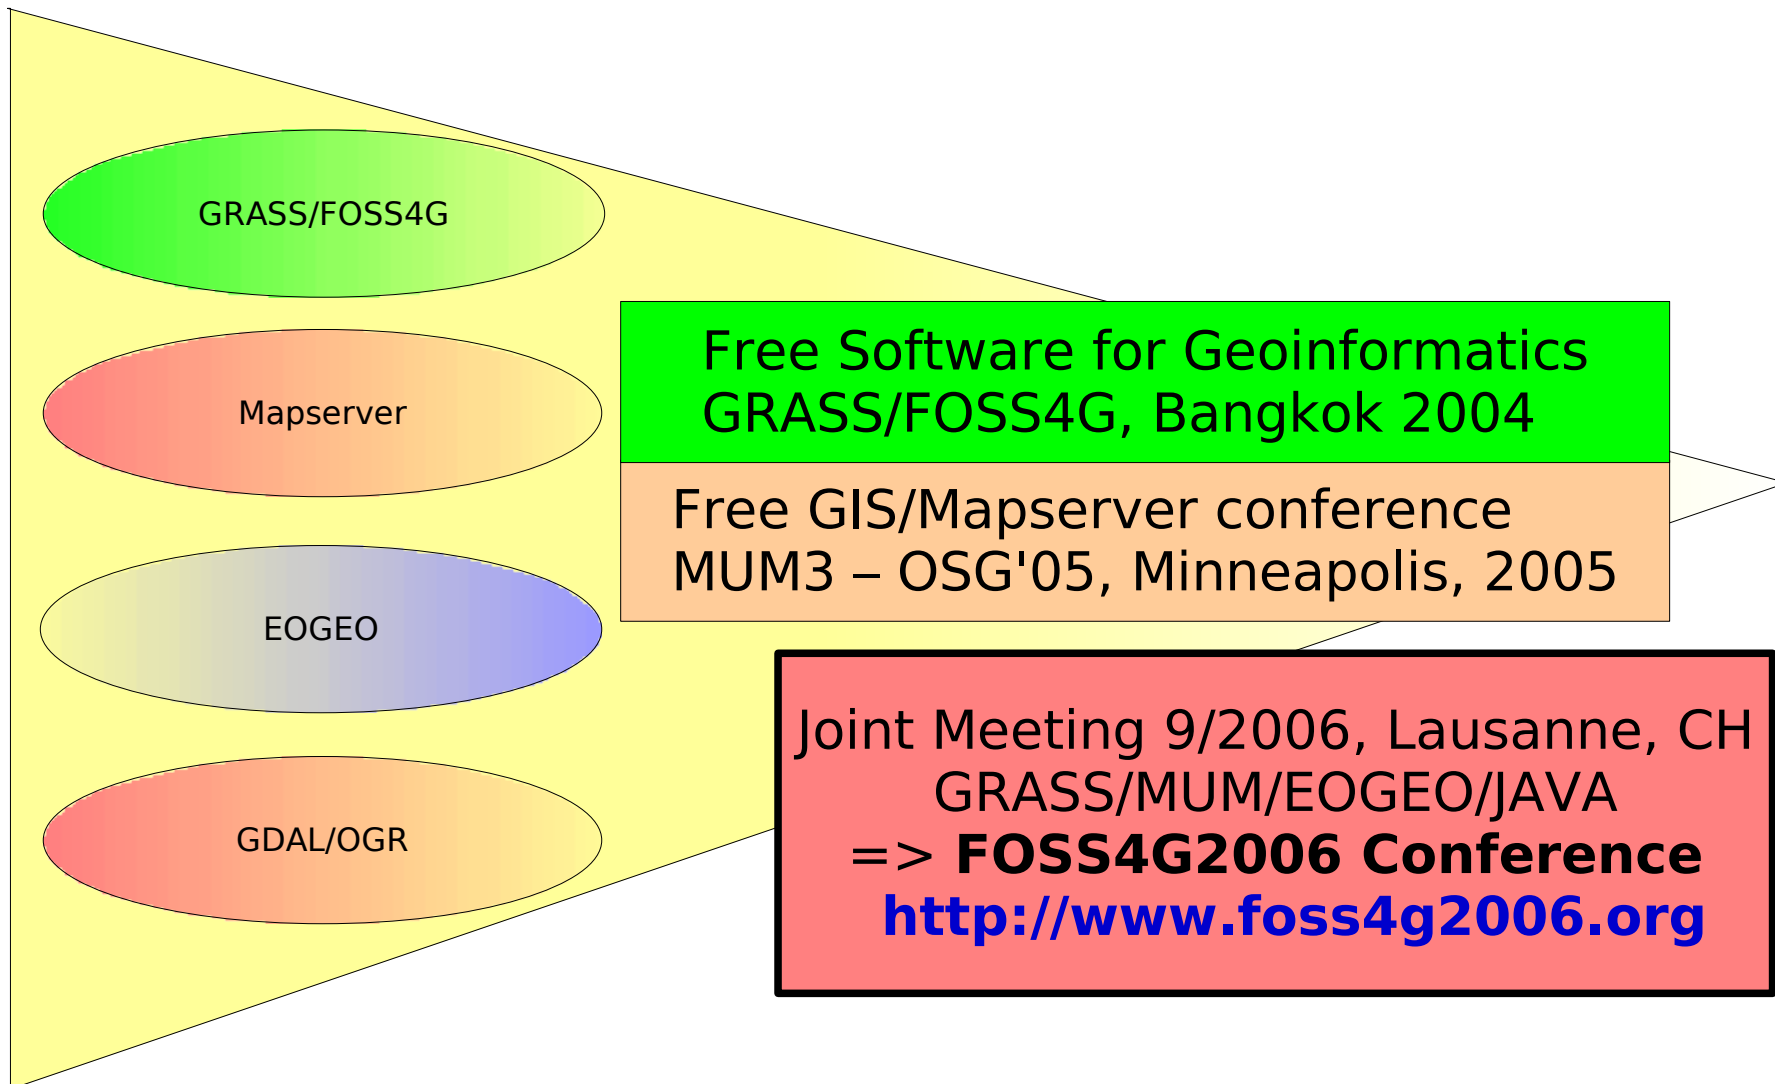 GRASS/FOSS4G
Mapserver
EOGEO
GDAL/OGR
Free Software for Geoinformatics
GRASS/FOSS4G, Bangkok 2004
Free GIS/Mapserver conference
MUM3 – OSG'05, Minneapolis, 2005
Joint Meeting 9/2006, Lausanne, CH
GRASS/MUM/EOGEO/JAVA
=> FOSS4G2006 Conference
http://www.foss4g2006.org